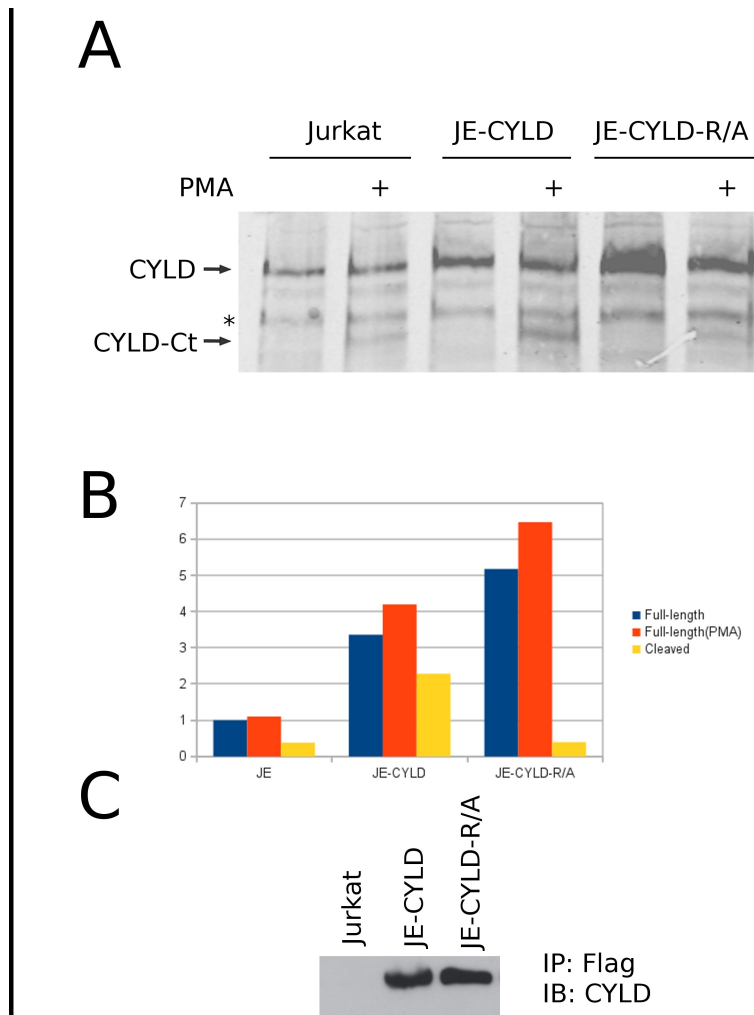 A
Jurkat JE-CYLD JE-CYLD-R/A
PMA + + +
CYLD
*
CYLD-Ct
B
7
6
5
4
3
2
1
0
JE JE-CYLD JE-CYLD-R/A
Full-length
Full-length(PMA)
Cleaved
C
Jurkat
JE-CYLD
JE-CYLD-R/A
IP: Flag
IB: CYLD